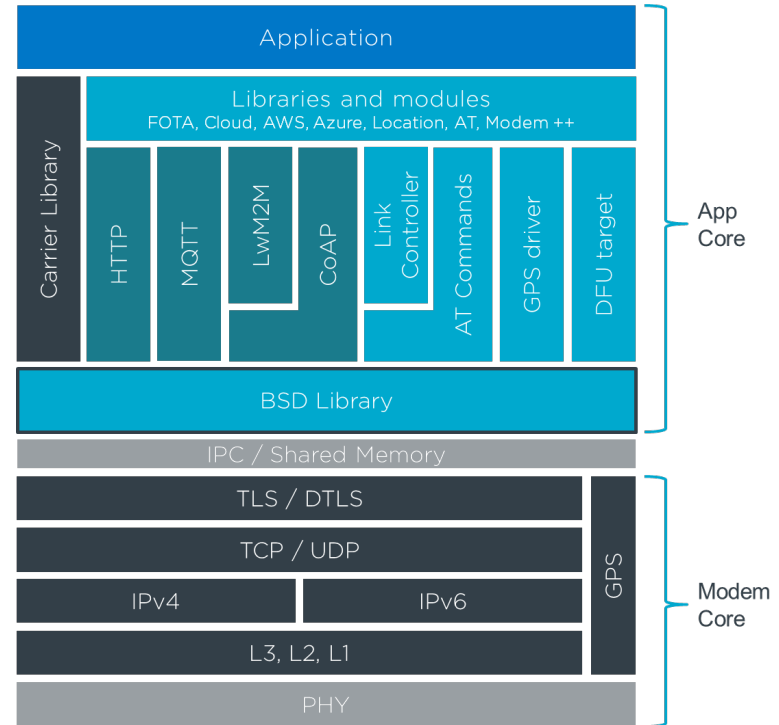 Application
Carrier Library
Libraries and modules
FOTA, Cloud, AWS, Azure, Location, AT, Modem ++
HTTP
MQTT
LwM2M
CoAP
Link
Controller
AT Commands
GPS driver
DFU target
App
Core
BSD Library
IPC / Shared Memory
TLS / DTLS
TCP / UDP
IPv4
IPv6
L3, L2, L1
GPS
Modem
Core
PHY